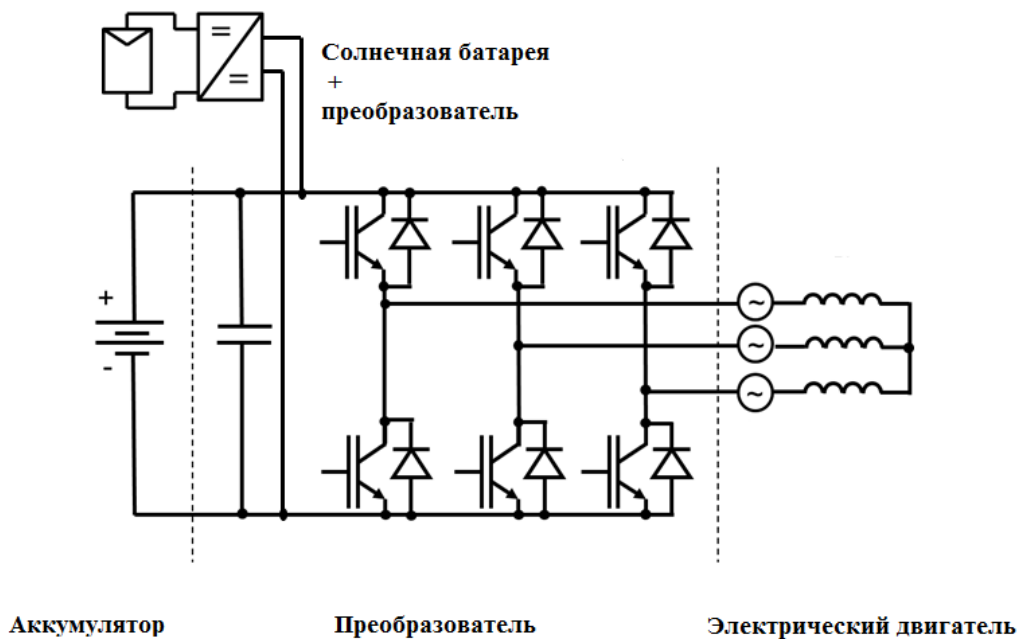 Солнечная батарея
+
преобразователь
+
-
~
~
~
Аккумулятор
Преобразователь
Электрический двигатель